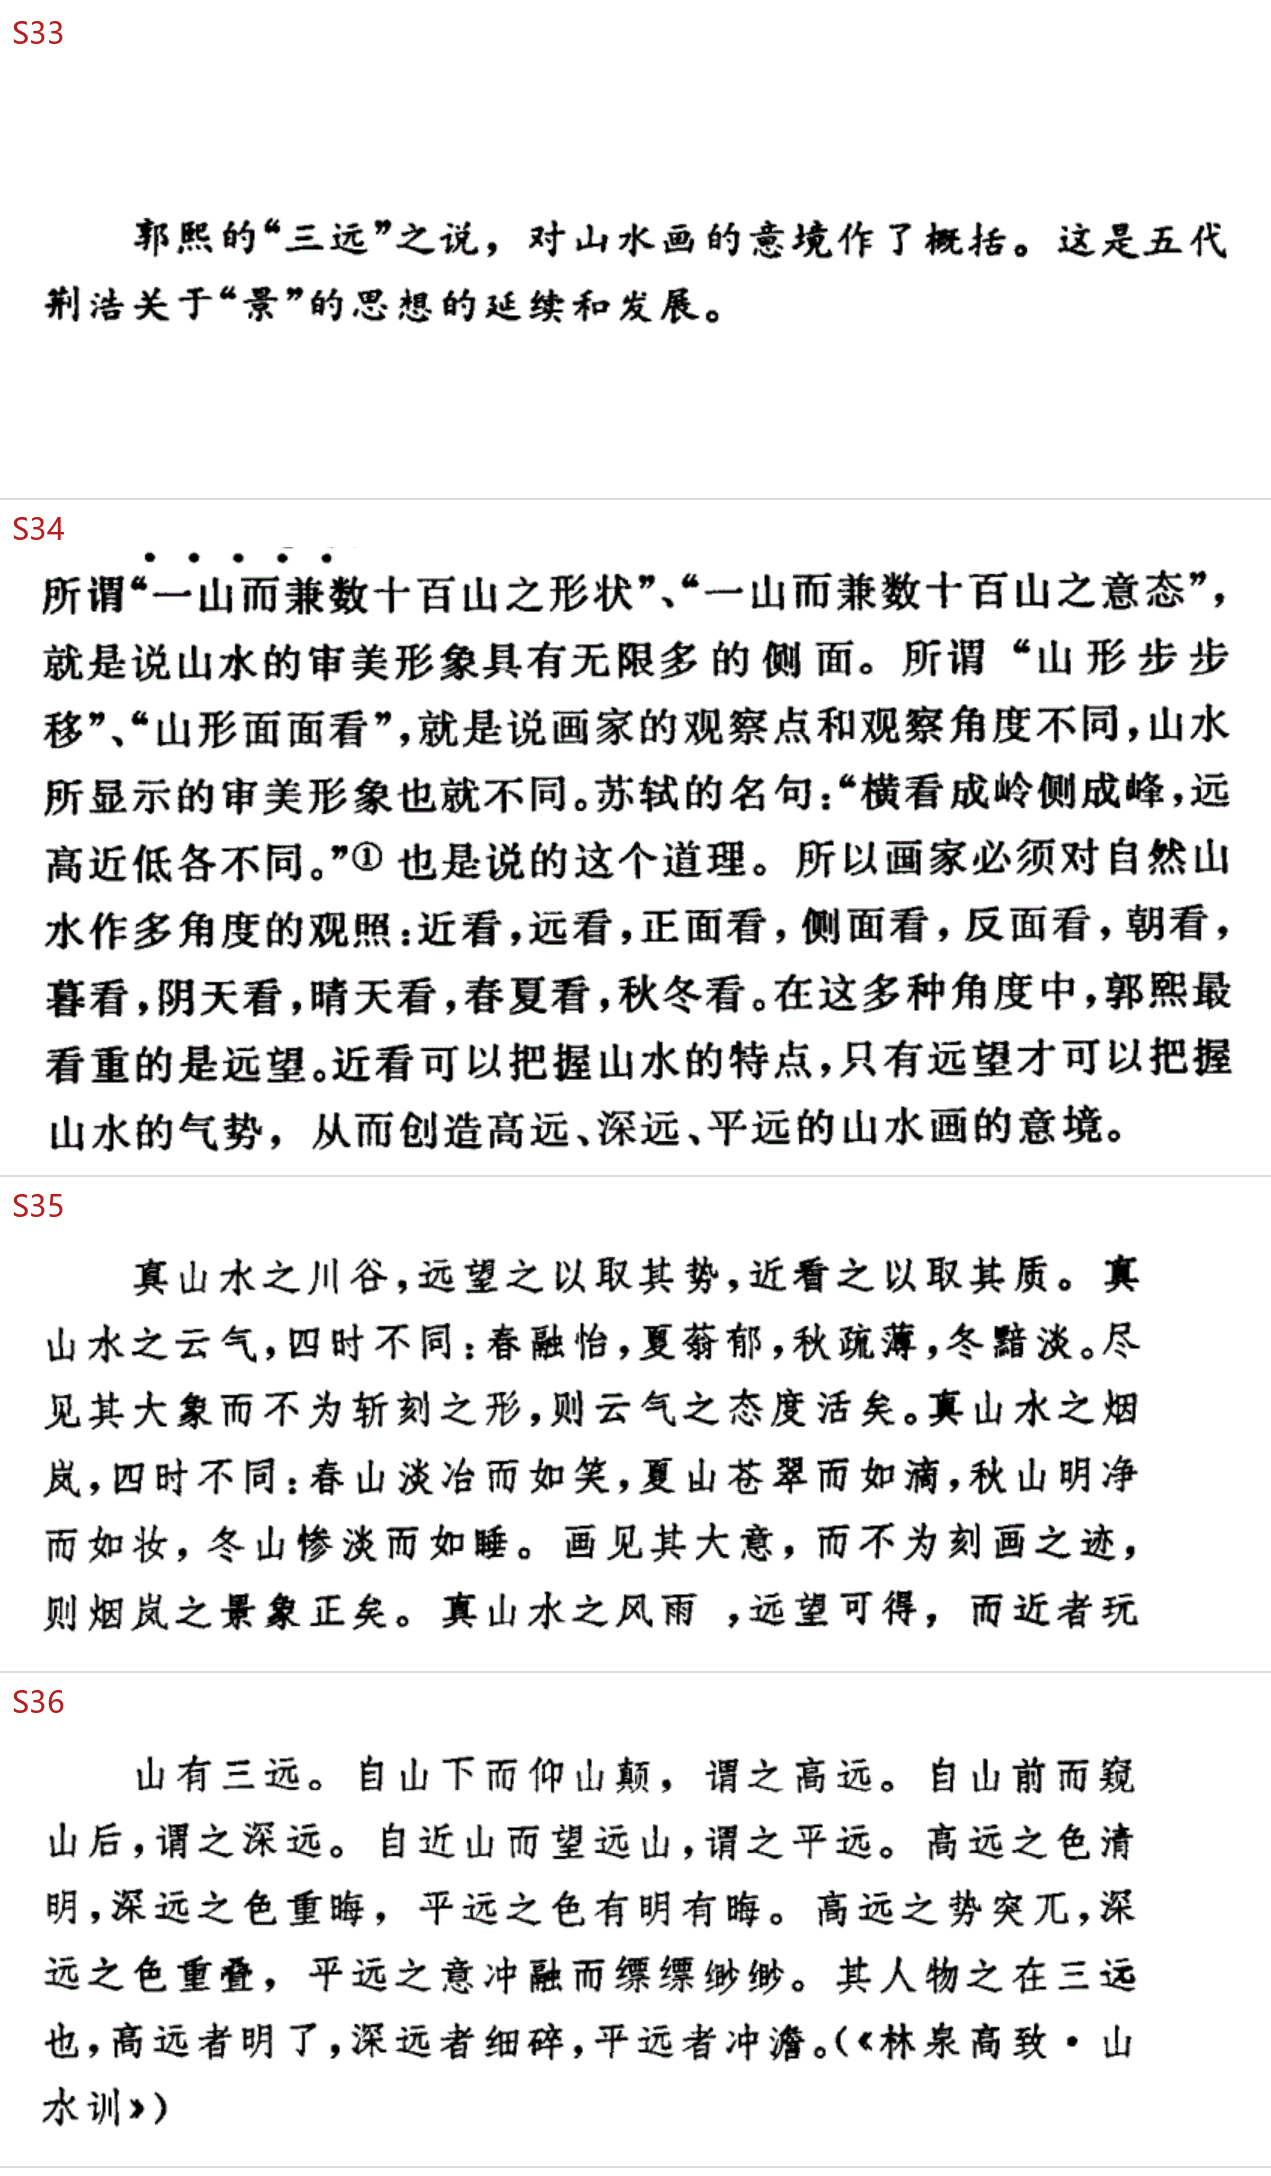 S33
郭熙的“三远”之说，对山水画的意境作了概括。这是五代
荆浩关于“景”的思想的延续和发展。
S34
所谓“一山而兼数十百山之形状”、“一山而兼数十百山之意态”，
就是说山水的审美形象具有无限多的侧面。所谓“山形步步
移”、“山形面面看”，就是说画家的观察点和观察角度不同，山水
所显示的审美形象也就不同。苏轼的名句：“横看成岭侧成峰，远
高近低各不同。”①也是说的这个道理。所以画家必须对自然山
水作多角度的观照：近看，远看，正面看，侧面看，反面看，朝看，
暮看，阴天看，晴天看，春夏看，秋冬看。在这多种角度中，郭熙最
看重的是远望。近看可以把握山水的特点，只有远望才可以把握
山水的气势，从而创造高远、深远、平远的山水画的意境。
S35
真山水之川谷，远望之以取其势，近看之以取其质。真
山水之云气，四时不同：春融怡，夏蓊郁，秋疏薄，冬黯淡。尽
见其大象而不为斩刻之形，则云气之态度活矣。真山水之烟
岚，四时不同：春山淡冶而如笑，夏山苍翠而如滴，秋山明净
而如妆，冬山惨淡而如睡。画见其大意，而不为刻画之迹，
则烟岚之景象正矣。真山水之风雨，远望可得，而近者玩
S36
山有三远。自山下而仰山颠，谓之高远。自山前而窥
山后，谓之深远。自近山而望远山，谓之平远。高远之色清
明，深远之色重晦，平远之色有明有晦。高远之势突兀，深
远之色重叠，平远之意冲融而缥缥缈缈。其人物之在三远
也，高远者明了，深远者细碎，平远者冲澹。（《林泉高致·山
水训》）